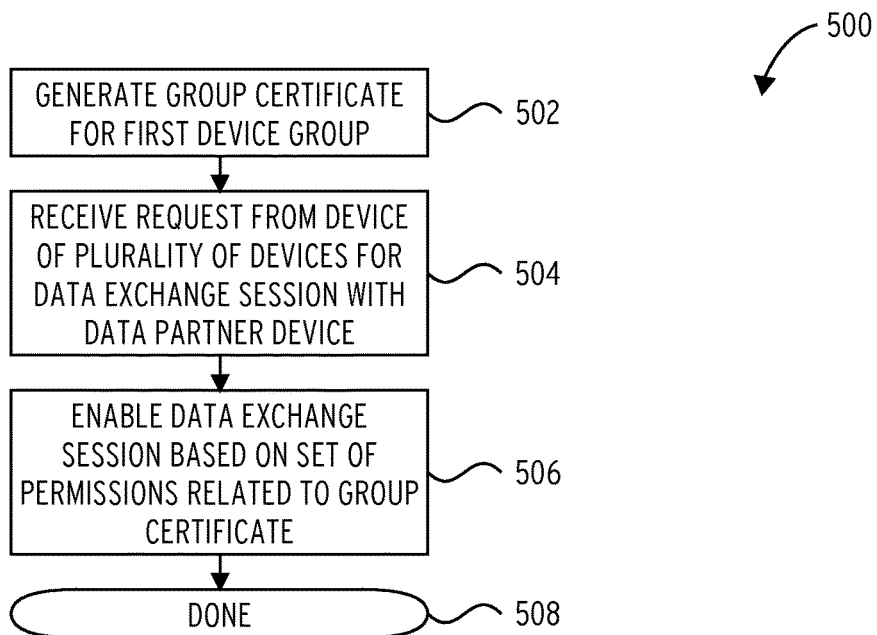 500
GENERATE GROUP CERTIFICATE
FOR FIRST DEVICE GROUP
502
RECEIVE REQUEST FROM DEVICE
OF PLURALITY OF DEVICES FOR
DATA EXCHANGE SESSION WITH
DATA PARTNER DEVICE
504
ENABLE DATA EXCHANGE
SESSION BASED ON SET OF
PERMISSIONS RELATED TO GROUP
CERTIFICATE
506
DONE
508